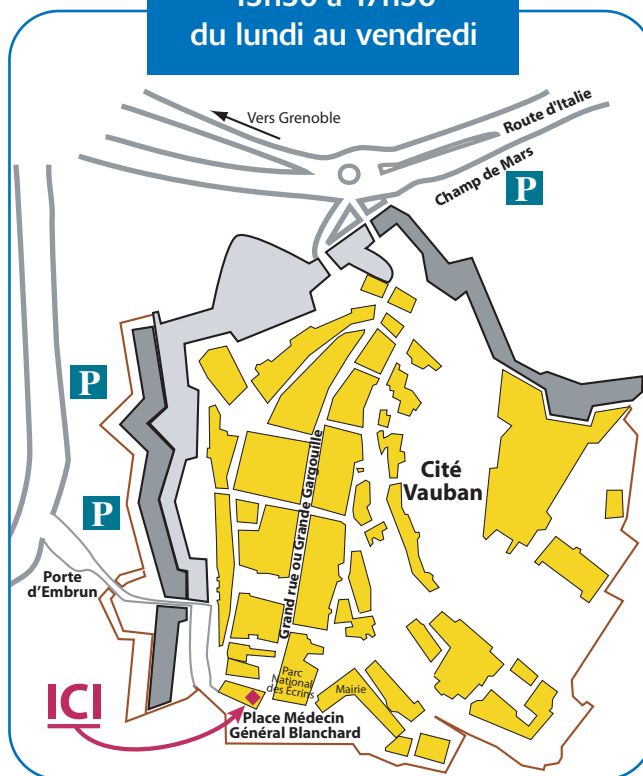 du lundi au vendredi
Vers Grenoble
Route d'Italie
Champ de Mars
P
P
Cité
Vauban
Grand rue ou Grande Gargouille
P
Porte
d'Embrun
Parc
National
des Écrins
Mairie
ICI
Place Médecin
Général Blanchard